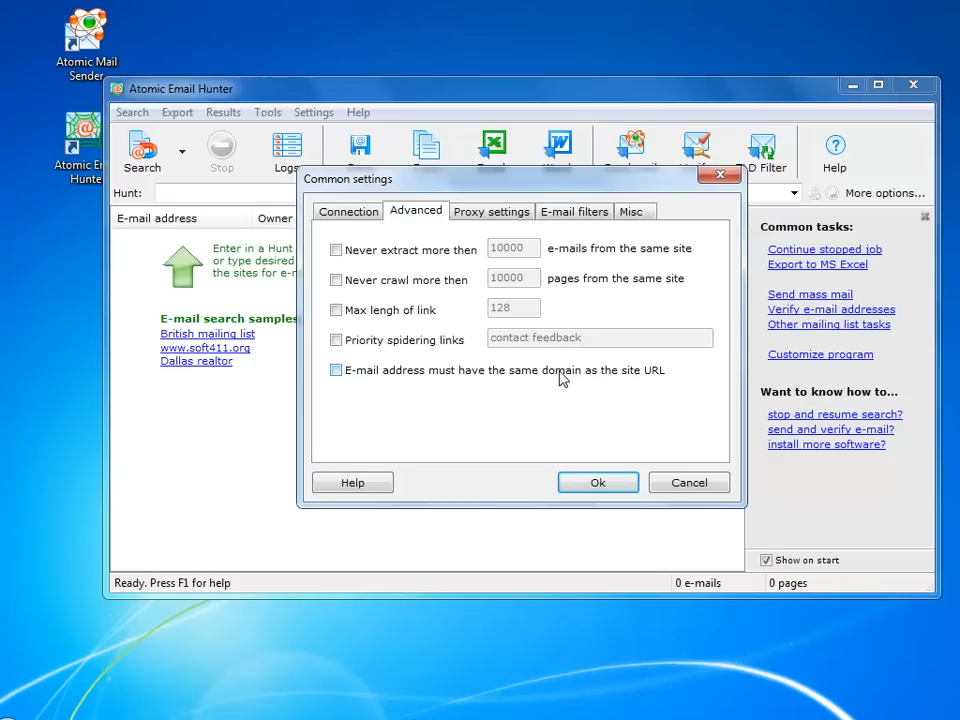 Atomic Mail
Sender
Atomic Email Hunter
Search Export Results Tools Settings Help
Search Stop Logs Help
Hunt: More options...
E-mail address Owner
Enter in a Hunt
or type desired
the sites for e-
E-mail search samples
British mailing list
www.soft411.org
Dallas realtor
Common settings
Connection Advanced Proxy settings E-mail filters Misc
Never extract more then 10000 e-mails from the same site
Never crawl more then 10000 pages from the same site
Max lengh of link 128
Priority spidering links contact feedback
E-mail address must have the same domain as the site URL
Help Ok Cancel
Common tasks:
Continue stopped job
Export to MS Excel
Send mass mail
Verify e-mail addresses
Other mailing list tasks
Customize program
Want to know how to...
stop and resume search?
send and verify e-mail?
install more software?
Show on start
Ready. Press F1 for help 0 e-mails 0 pages